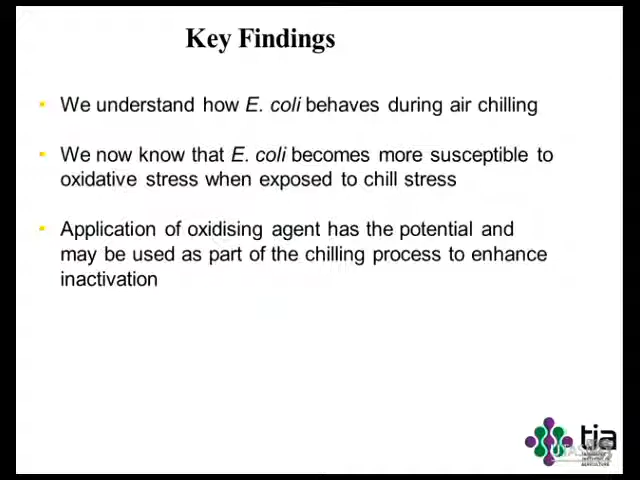 Key Findings
We understand how E. coli behaves during air chilling
We now know that E. coli becomes more susceptible to
oxidative stress when exposed to chill stress
Application of oxidising agent has the potential and
may be used as part of the chilling process to enhance
inactivation
tia